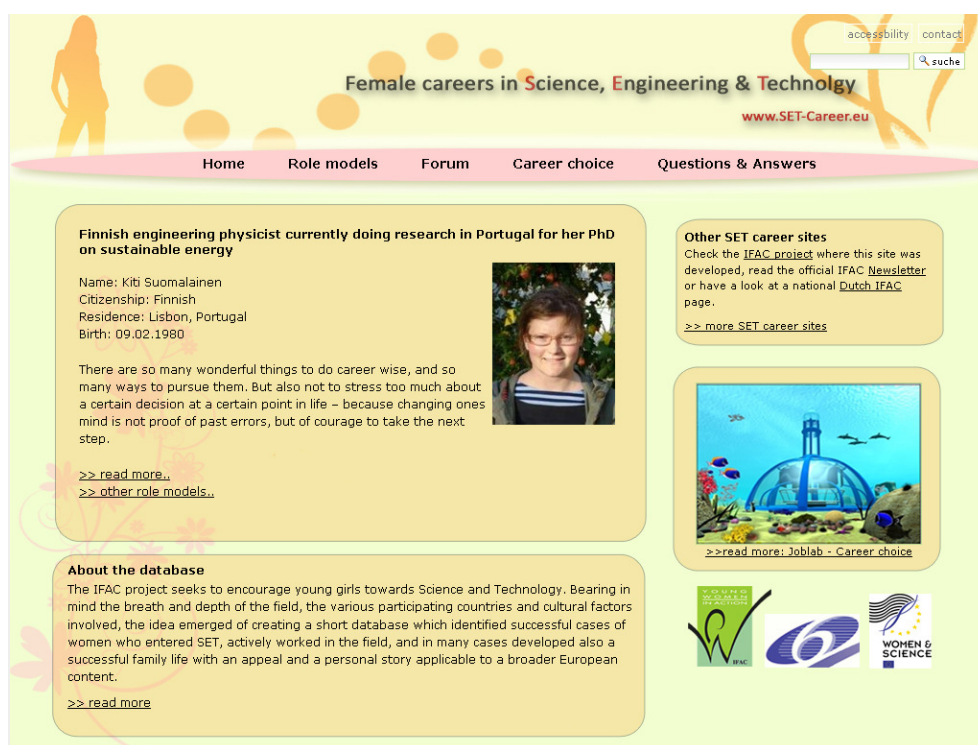 accessbility contact
suche
Female careers in Science, Engineering & Technolgy
www.SET-Career.eu
Home Role models Forum Career choice Questions & Answers
Finnish engineering physicist currently doing research in Portugal for her PhD
on sustainable energy
Name: Kiti Suomalainen
Citizenship: Finnish
Residence: Lisbon, Portugal
Birth: 09.02.1980
There are so many wonderful things to do career wise, and so
many ways to pursue them. But also not to stress too much about
a certain decision at a certain point in life – because changing ones
mind is not proof of past errors, but of courage to take the next
step.
>> read more..
>> other role models..
About the database
The IFAC project seeks to encourage young girls towards Science and Technology. Bearing in
mind the breath and depth of the field, the various participating countries and cultural factors
involved, the idea emerged of creating a short database which identified successful cases of
women who entered SET, actively worked in the field, and in many cases developed also a
successful family life with an appeal and a personal story applicable to a broader European
content.
>> read more
Other SET career sites
Check the IFAC project where this site was
developed, read the official IFAC Newsletter
or have a look at a national Dutch IFAC
page.
>> more SET career sites
>>read more: Joblab - Career choice
YOUNG
WOMEN
IN ACTION
IFAC
6
WOMEN &
SCIENCE